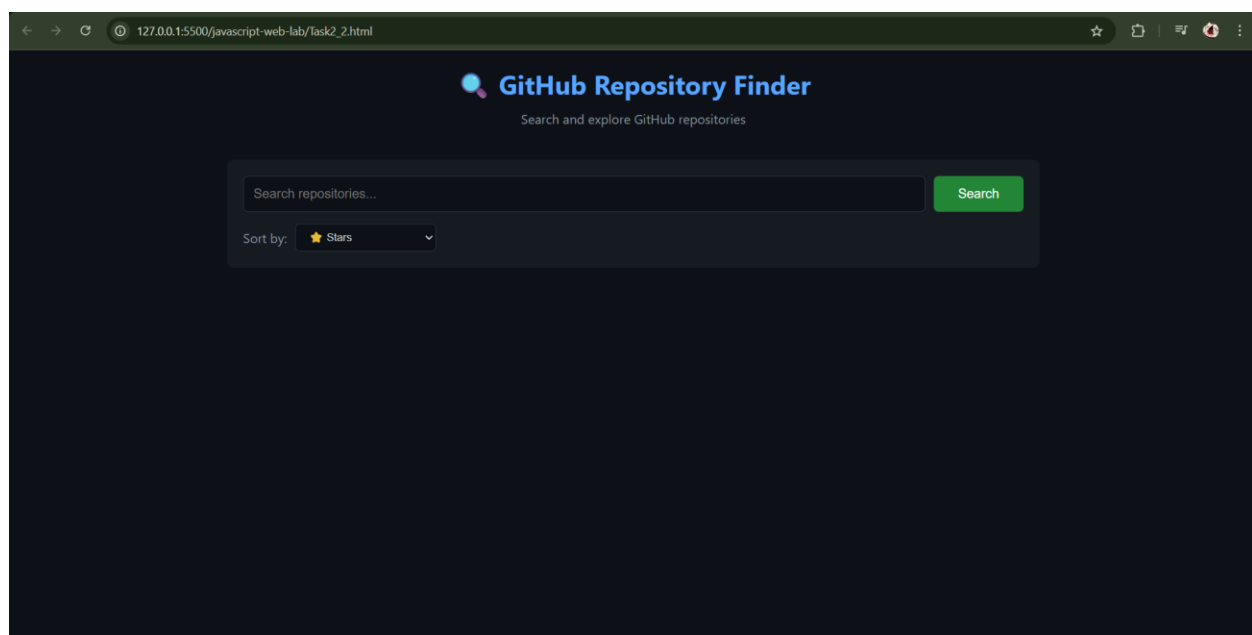 127.0.0.1:5500/javascript-web-lab/Task2_2.html
GitHub Repository Finder
Search and explore GitHub repositories
Search repositories...
Search
Sort by:
Stars